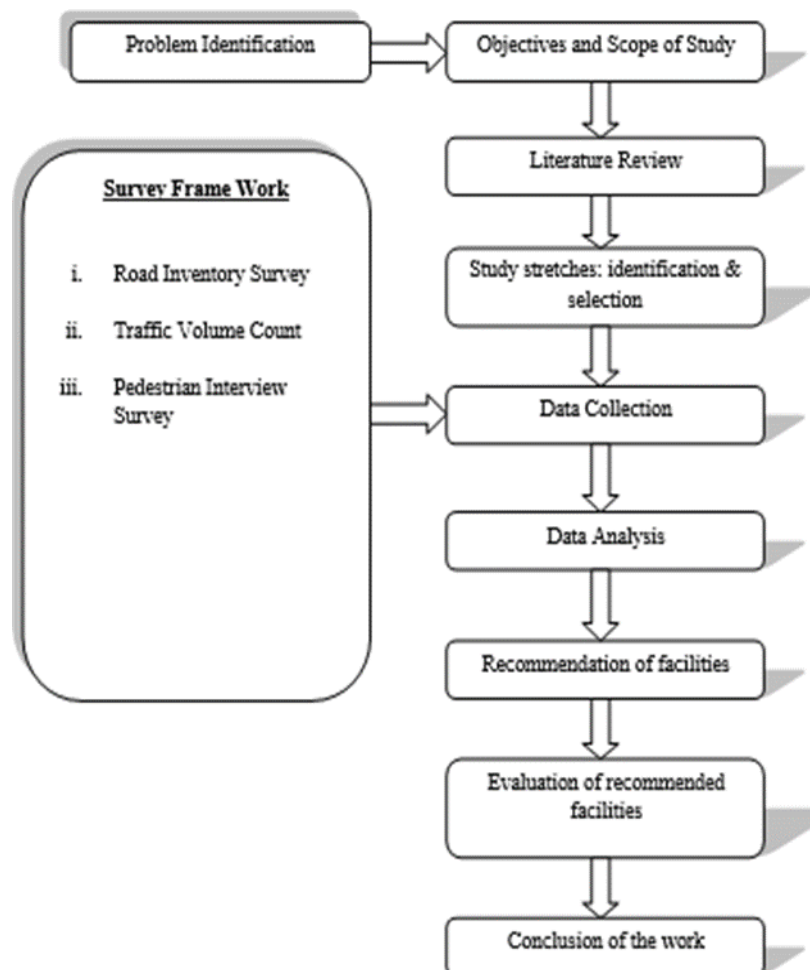 Problem Identification
Objectives and Scope of Study
Literature Review
Survey Frame Work
i. Road Inventory Survey
ii. Traffic Volume Count
iii. Pedestrian Interview
Survey
Study stretches: identification &
selection
Data Collection
Data Analysis
Recommendation of facilities
Evaluation of recommended
facilities
Conclusion of the work